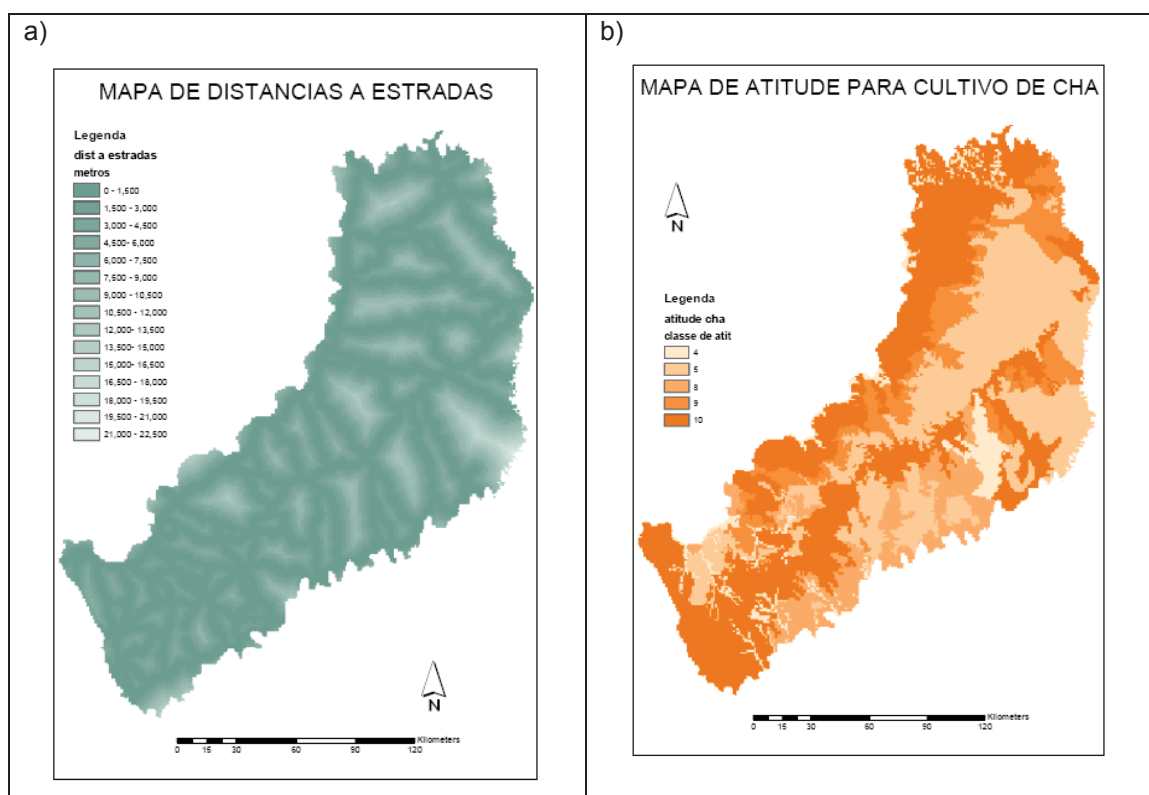 a)
MAPA DE DISTANCIAS A ESTRADAS
Legenda
dist a estradas
metros
0 - 1,500
1,500 - 3,000
3,000 - 4,500
4,500- 6,000
6,000 - 7,500
7,500 - 9,000
9,000 - 10,500
10,500 - 12,000
12,000- 13,500
13,500 - 15,000
15,000 - 16,500
16,500 - 18,000
18,000 - 19,500
19,500 - 21,000
21,000 - 22,500
N
Kilometers
0 15 30 60 90 120
b)
MAPA DE ATITUDE PARA CULTIVO DE CHA
N
Legenda
atitude cha
classe de atit
4
5
8
9
10
Kilometers
0 15 30 60 90 120